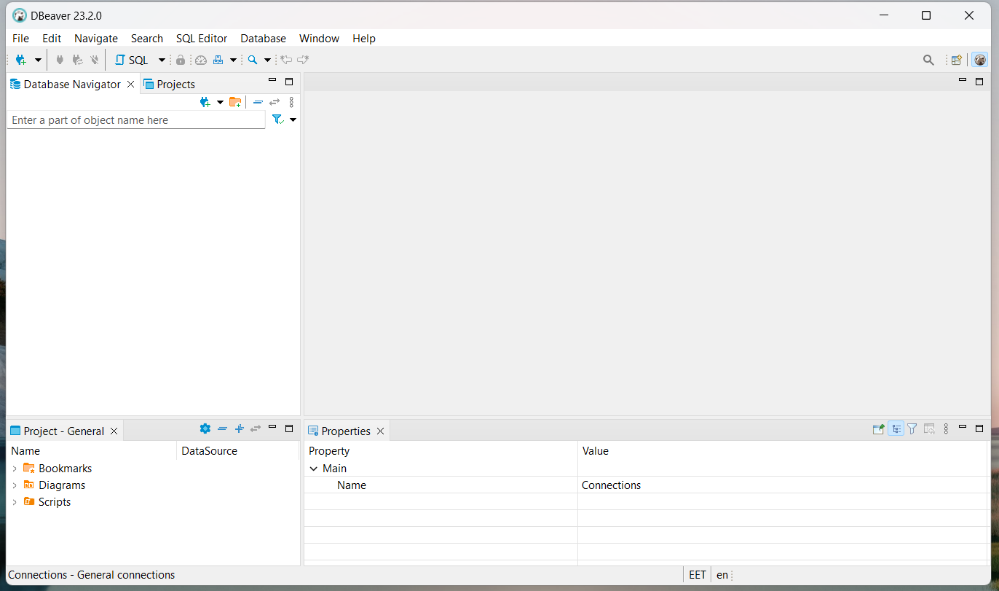 DBeaver 23.2.0
File Edit Navigate Search SQL Editor Database Window Help
SQL
Database Navigator Projects
Enter a part of object name here
Project - General
Name DataSource
Bookmarks
Diagrams
Scripts
Properties
Property Value
Main
Name Connections
Connections - General connections EET en